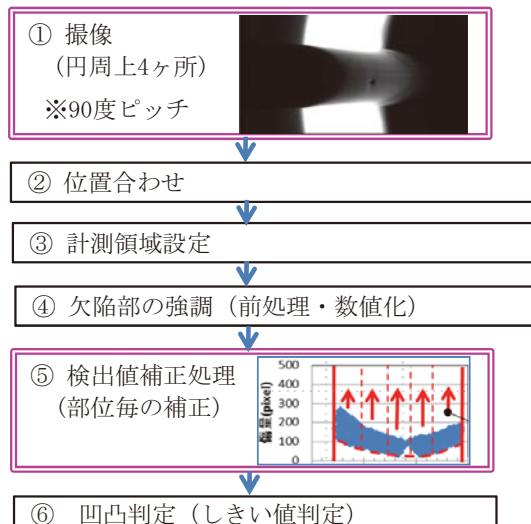 ① 撮像
(円周上4ヶ所)
※90度ピッチ
② 位置合わせ
③ 計測領域設定
④ 欠陥部の強調（前処理・数値化）
⑤ 検出値補正処理
(部位毎の補正)
500
400
300
200
100
0
偏量(pixel)
⑥ 凹凸判定（しきい値判定）